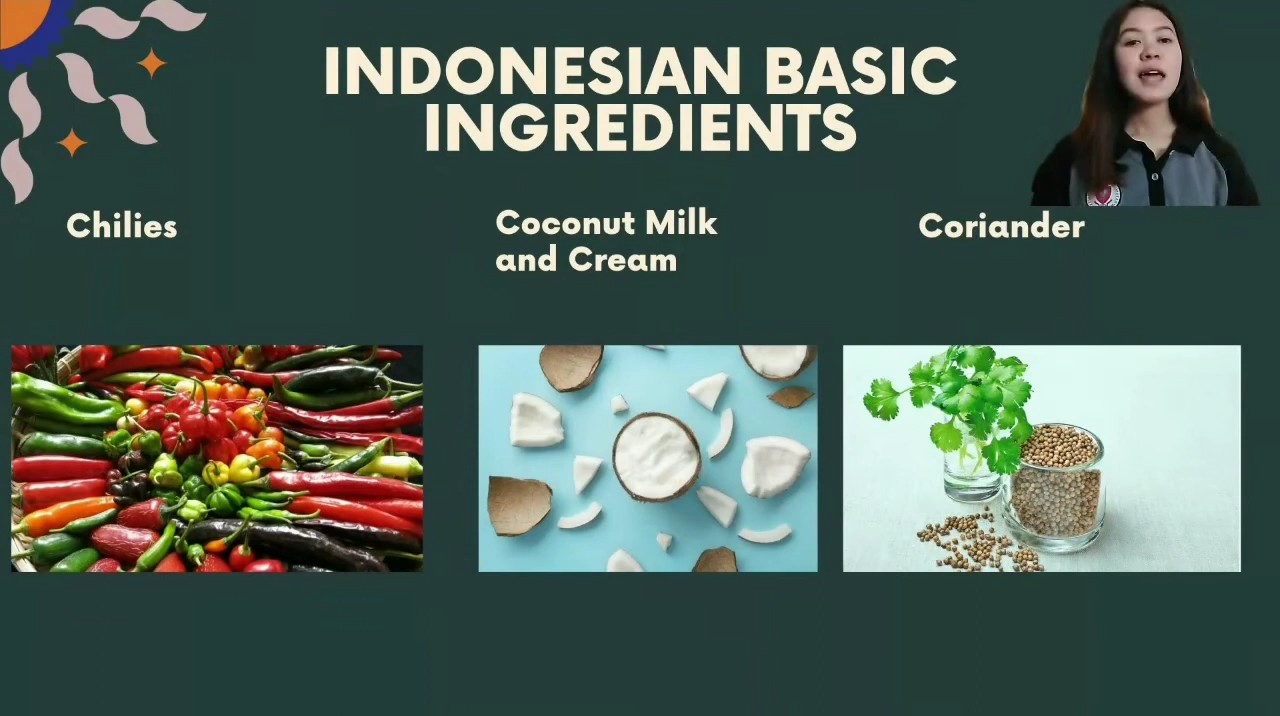 INDONESIAN BASIC
INGREDIENTS
Chilies
Coconut Milk
and Cream
Coriander